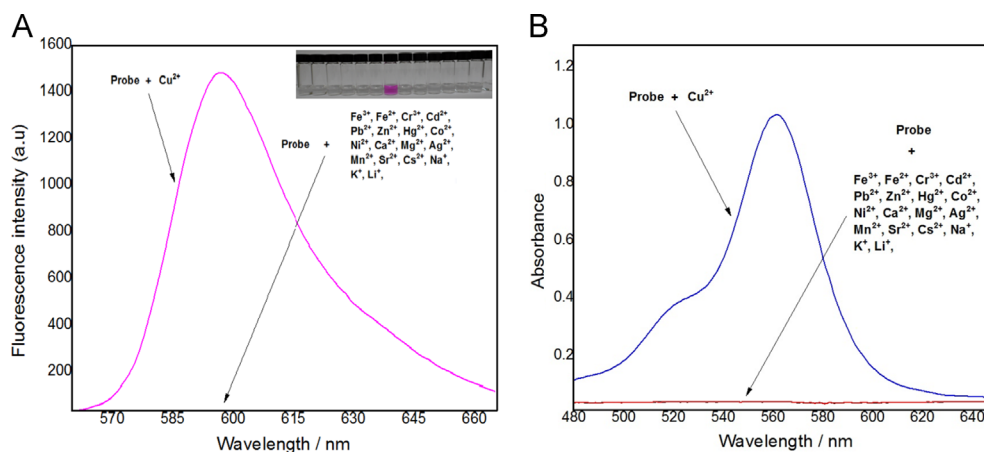 A
1600
1400
1200
1000
800
600
400
200
Fluorescence intensity (a.u)
Probe + Cu²⁺
Fe³⁺, Fe²⁺, Cr³⁺, Cd²⁺,
Pb²⁺, Zn²⁺, Hg²⁺, Co²⁺,
Probe + Ni²⁺, Ca²⁺, Mg²⁺, Ag²⁺,
Mn²⁺, Sr²⁺, Cs²⁺, Na⁺,
K⁺, Li⁺,
570 585 600 615 630 645 660
Wavelength / nm
B
1.2
1.0
0.8
0.6
0.4
0.2
Absorbance
Probe + Cu²⁺
Probe
+
Fe³⁺, Fe²⁺, Cr³⁺, Cd²⁺,
Pb²⁺, Zn²⁺, Hg²⁺, Co²⁺,
Ni²⁺, Ca²⁺, Mg²⁺, Ag²⁺,
Mn²⁺, Sr²⁺, Cs²⁺, Na⁺,
K⁺, Li⁺,
480 500 520 540 560 580 600 620 640
Wavelength / nm